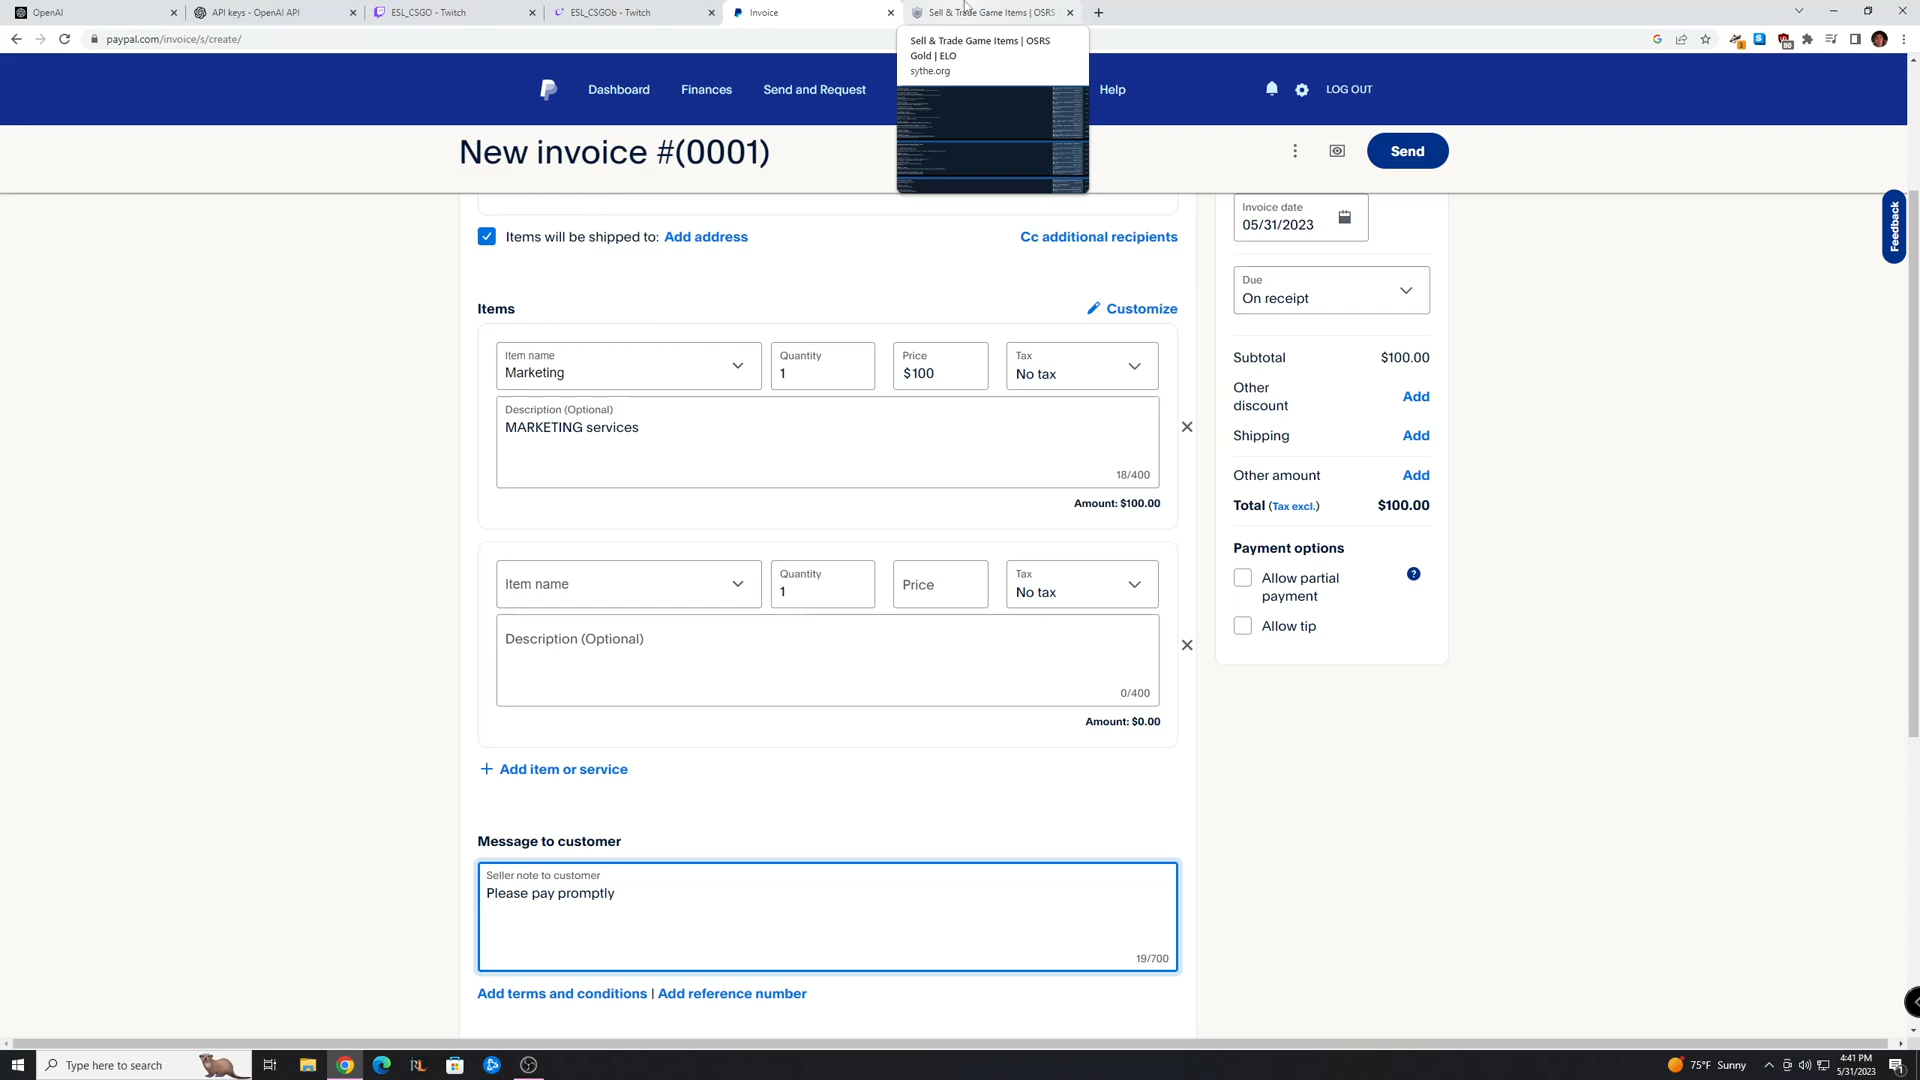 OpenAI
API keys - OpenAI API
ESL_CSGO - Twitch
ESL_CSGOb - Twitch
Invoice
Sell & Trade Game Items | OSRS
paypal.com/invoice/s/create/
3
80
Sell & Trade Game Items | OSRS
Gold | ELO
sythe.org
Dashboard
Finances
Send and Request
Help
LOG OUT
New invoice #(0001)
Send
Feedback
Items will be shipped to: Add address
Cc additional recipients
Invoice date
05/31/2023
Due
On receipt
Items
Customize
Item name
Marketing
Quantity
1
Price
$100
Tax
No tax
Description (Optional)
MARKETING services
18/400
Amount: $100.00
Subtotal
$100.00
Other
discount
Add
Shipping
Add
Other amount
Add
Total (Tax excl.)
$100.00
Payment options
Allow partial
payment
?
Allow tip
Item name
Quantity
1
Price
Tax
No tax
Description (Optional)
0/400
Amount: $0.00
+ Add item or service
Message to customer
Seller note to customer
Please pay promptly
19/700
Add terms and conditions | Add reference number
Type here to search
75°F Sunny
4:41 PM
5/31/2023
1